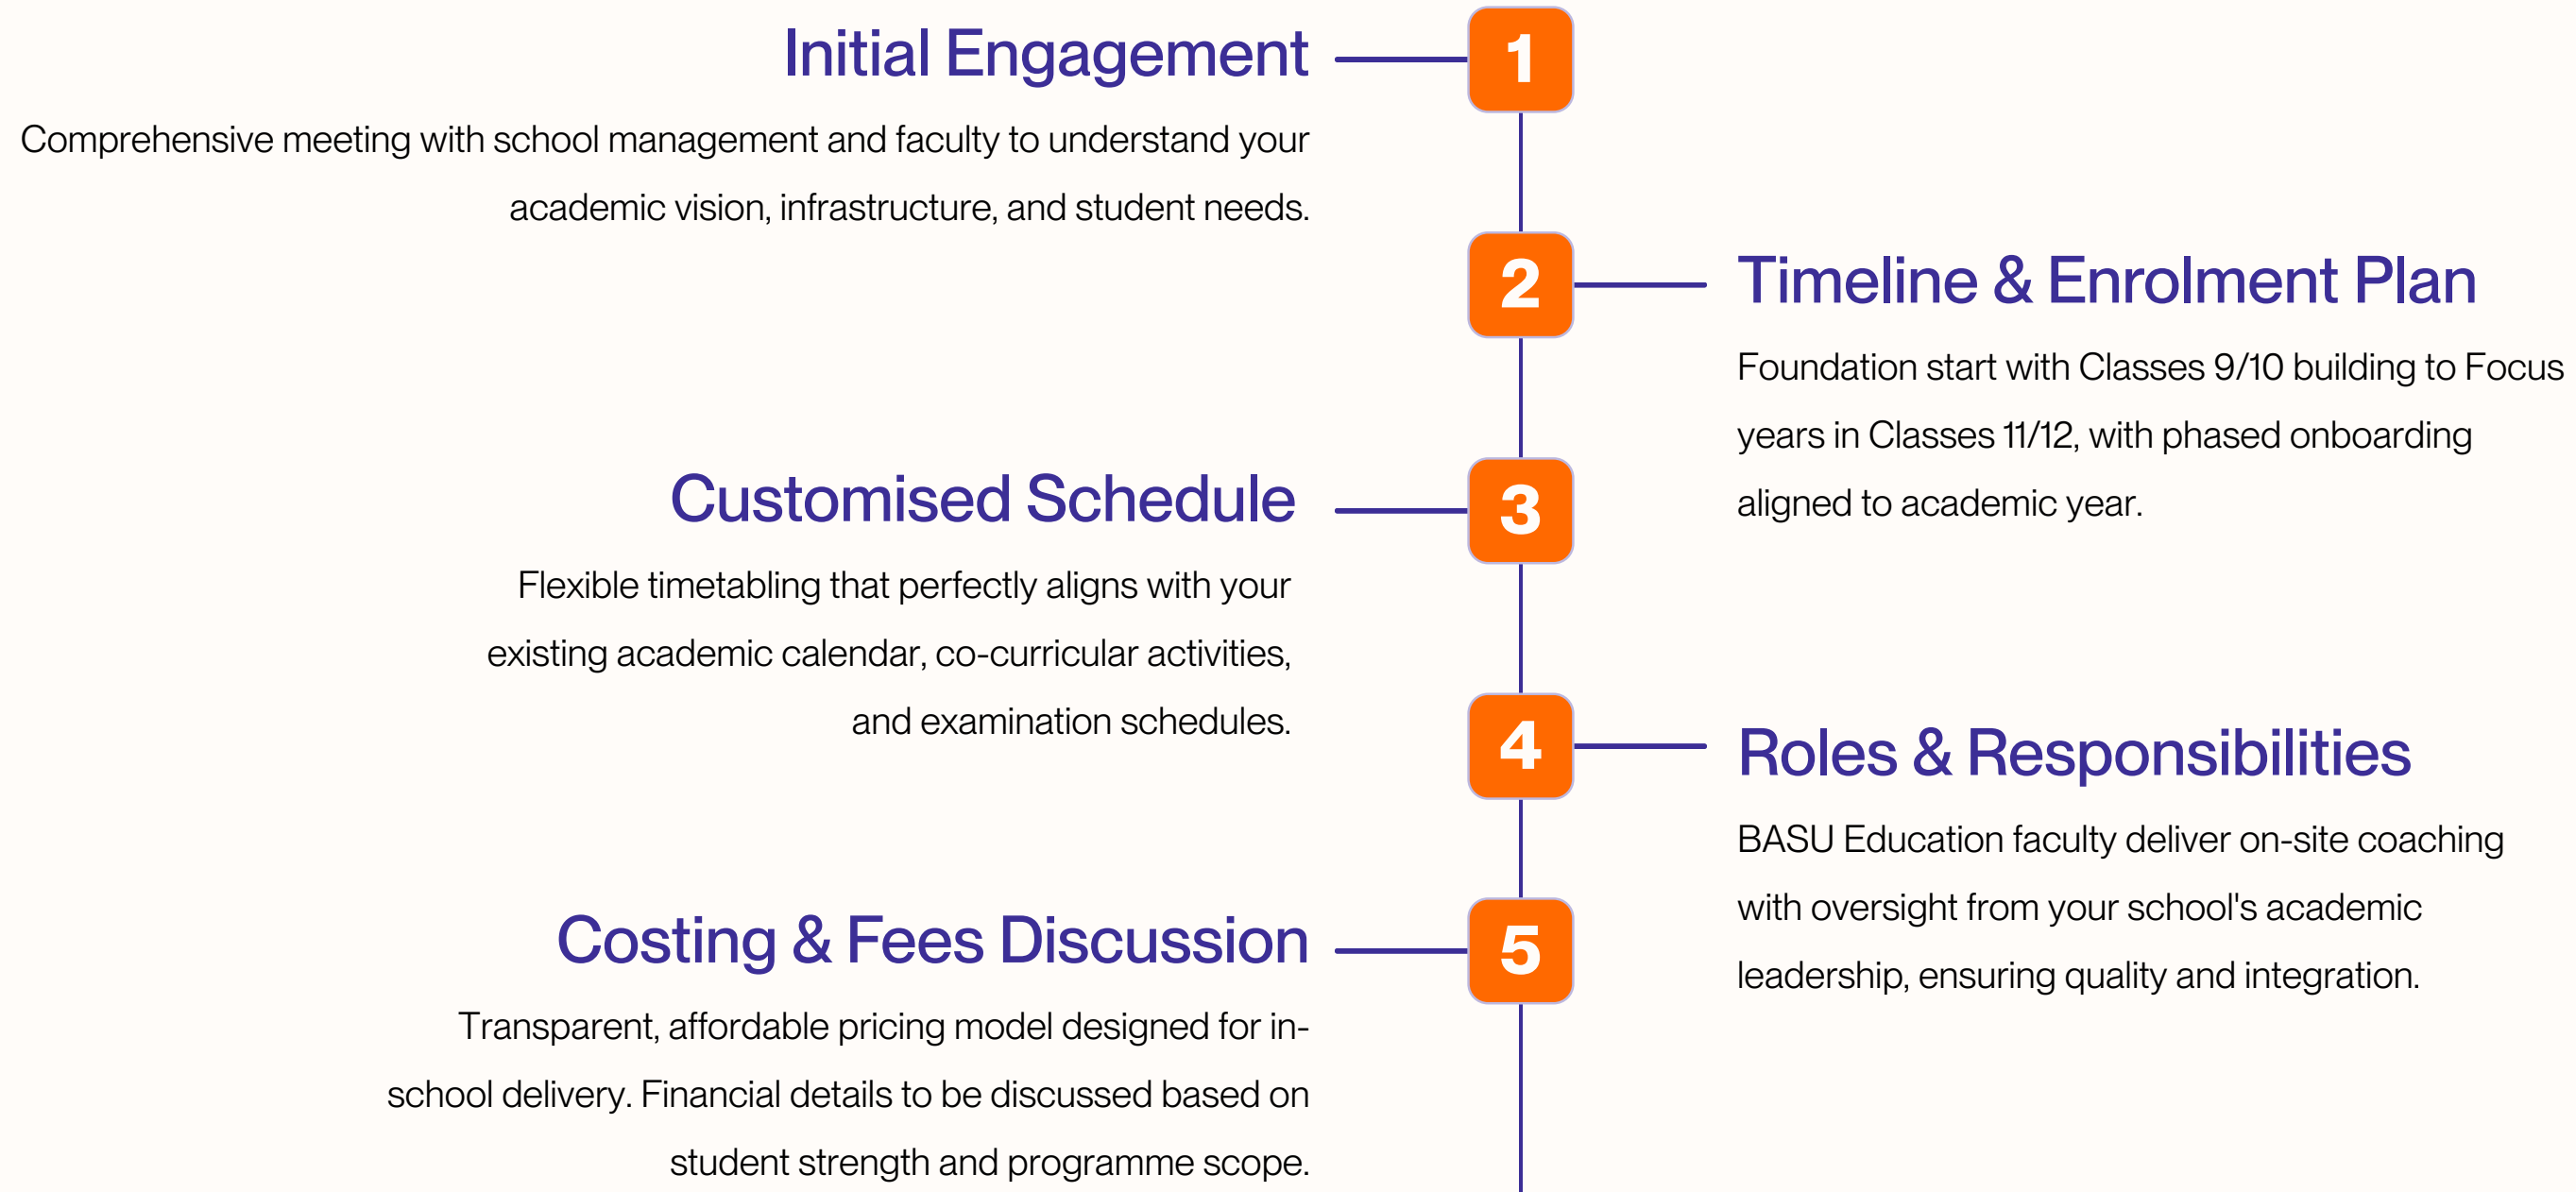 Initial Engagement
1
Comprehensive meeting with school management and faculty to understand your
academic vision, infrastructure, and student needs.
2
Timeline & Enrolment Plan
Foundation start with Classes 9/10 building to Focus
years in Classes 11/12, with phased onboarding
aligned to academic year.
Customised Schedule
3
Flexible timetabling that perfectly aligns with your
existing academic calendar, co-curricular activities,
and examination schedules.
4
Roles & Responsibilities
BASU Education faculty deliver on-site coaching
with oversight from your school's academic
leadership, ensuring quality and integration.
Costing & Fees Discussion
5
Transparent, affordable pricing model designed for in-
school delivery. Financial details to be discussed based on
student strength and programme scope.